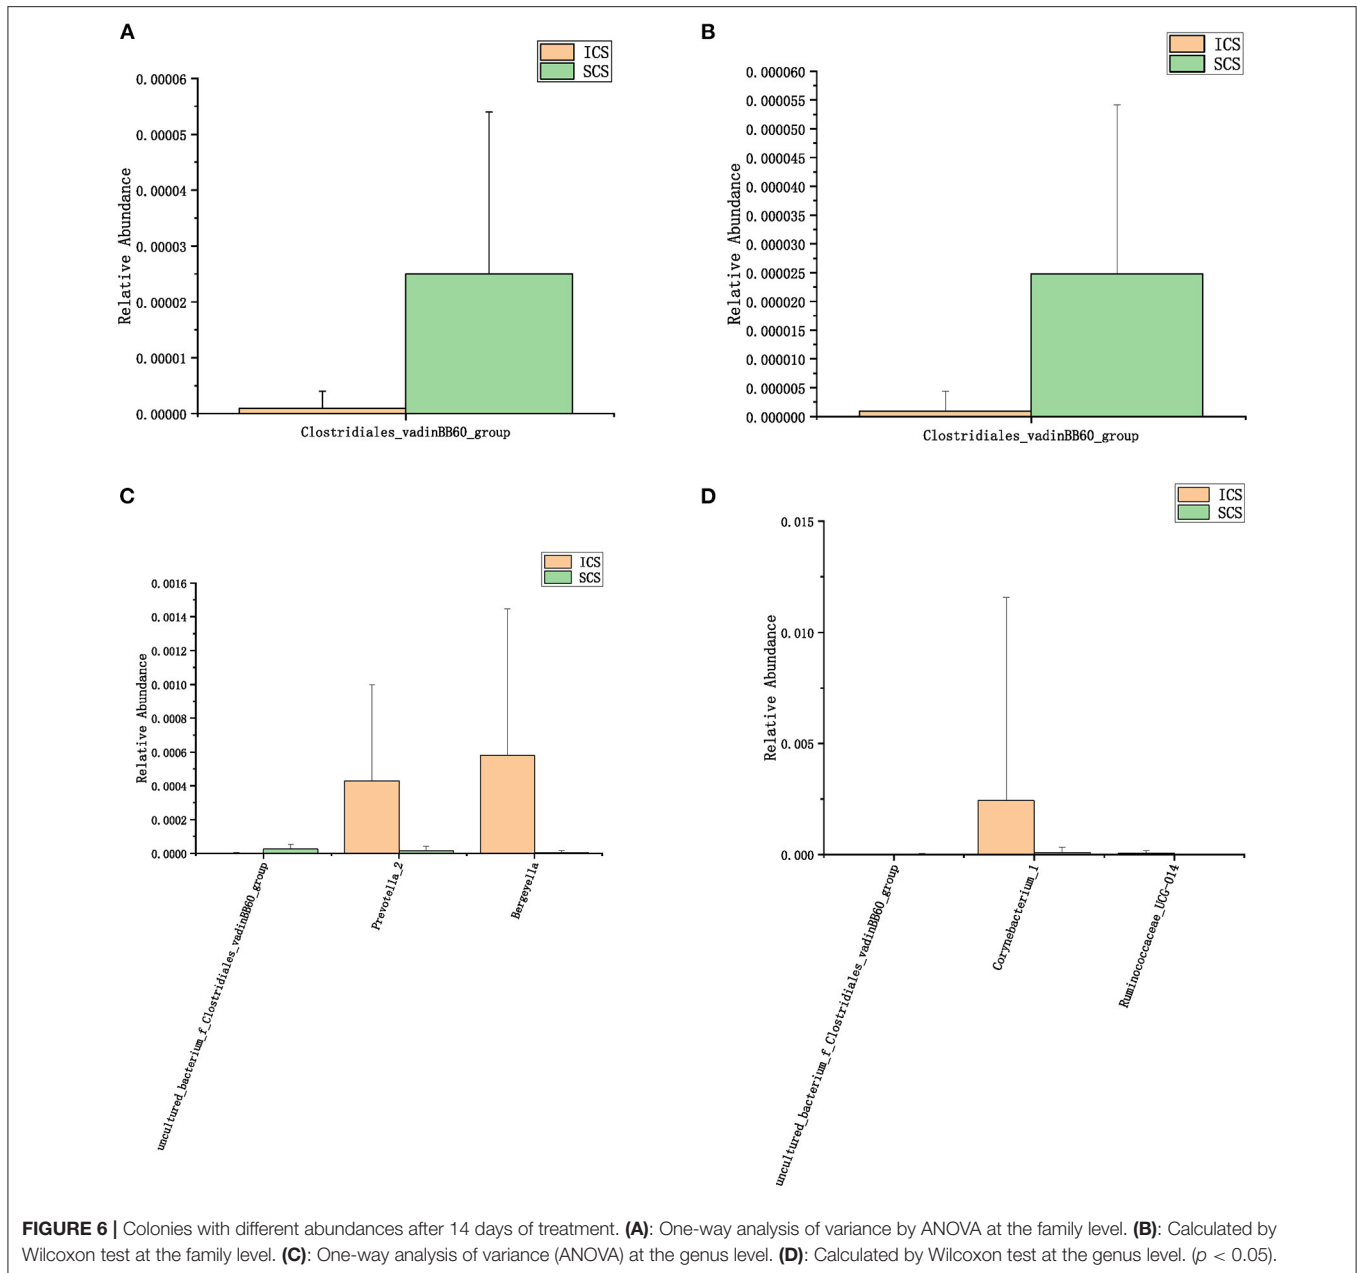 A
ICS
SCS
0.00006
0.00005
0.00004
0.00003
0.00002
0.00001
0.00000
Relative Abundance
Clostridiales_vadinBB60_group
B
ICS
SCS
0.000060
0.000055
0.000050
0.000045
0.000040
0.000035
0.000030
0.000025
0.000020
0.000015
0.000010
0.000005
0.000000
Relative Abundance
Clostridiales_vadinBB60_group
C
ICS
SCS
0.0016
0.0014
0.0012
0.0010
0.0008
0.0006
0.0004
0.0002
0.0000
Relative Abundance
uncultured_bacterium_f_Clostridiales_vadinBB60_group
Prevotella_2
Bergeyella
D
ICS
SCS
0.015
0.010
0.005
0.000
Relative Abundance
uncultured_bacterium_f_Clostridiales_vadinBB60_group
Corynebacterium_1
Ruminococcaceae_UCG-014
FIGURE 6 | Colonies with different abundances after 14 days of treatment. (A): One-way analysis of variance by ANOVA at the family level. (B): Calculated by
Wilcoxon test at the family level. (C): One-way analysis of variance (ANOVA) at the genus level. (D): Calculated by Wilcoxon test at the genus level. (p < 0.05).